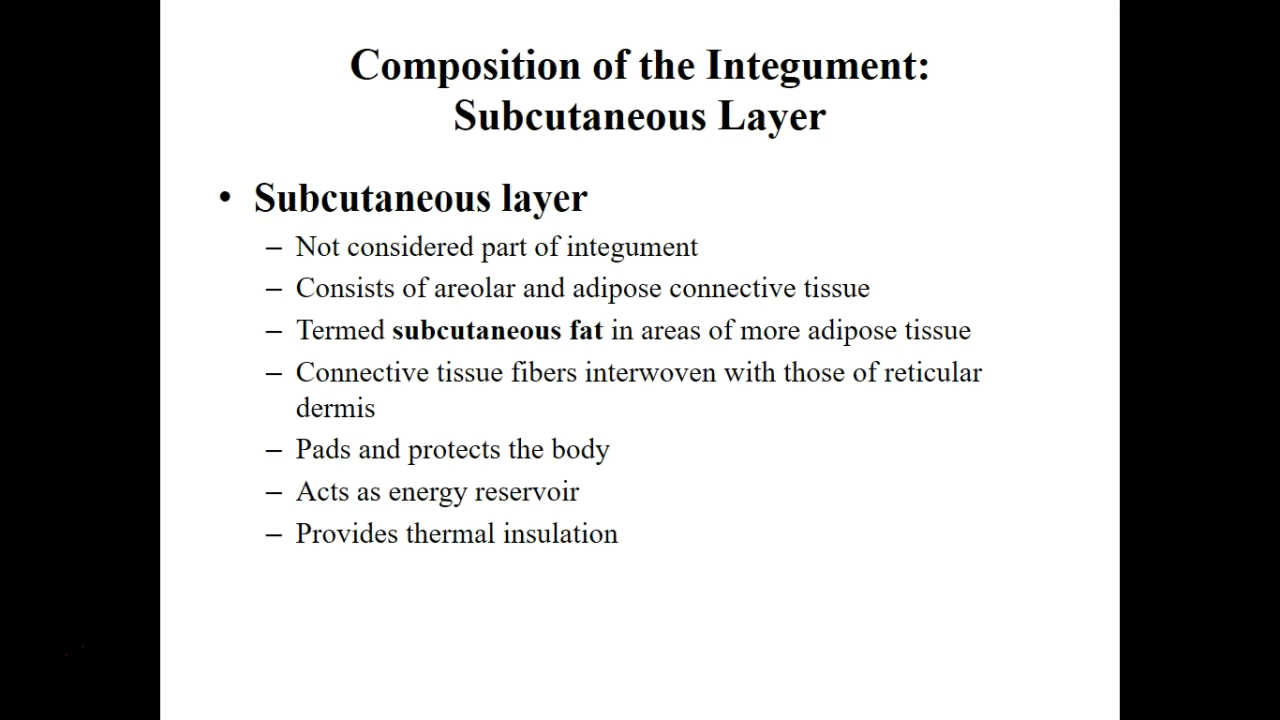 Composition of the Integument:
Subcutaneous Layer
• Subcutaneous layer
– Not considered part of integument
– Consists of areolar and adipose connective tissue
– Termed subcutaneous fat in areas of more adipose tissue
– Connective tissue fibers interwoven with those of reticular
dermis
– Pads and protects the body
– Acts as energy reservoir
– Provides thermal insulation